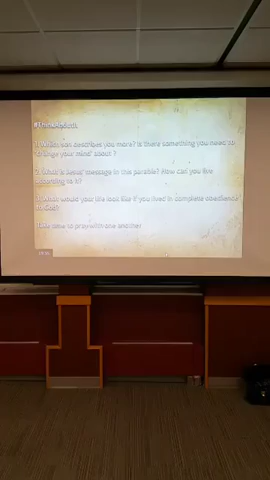 #ThinkAbout:
1. Which son describes you more? Is there something you need to
"change your mind" about ?
2. What is Jesus' message in this parable? How can you live
according to it?
3. What would your life look like if you lived in complete obedience
to God?
Take time to pray with one another